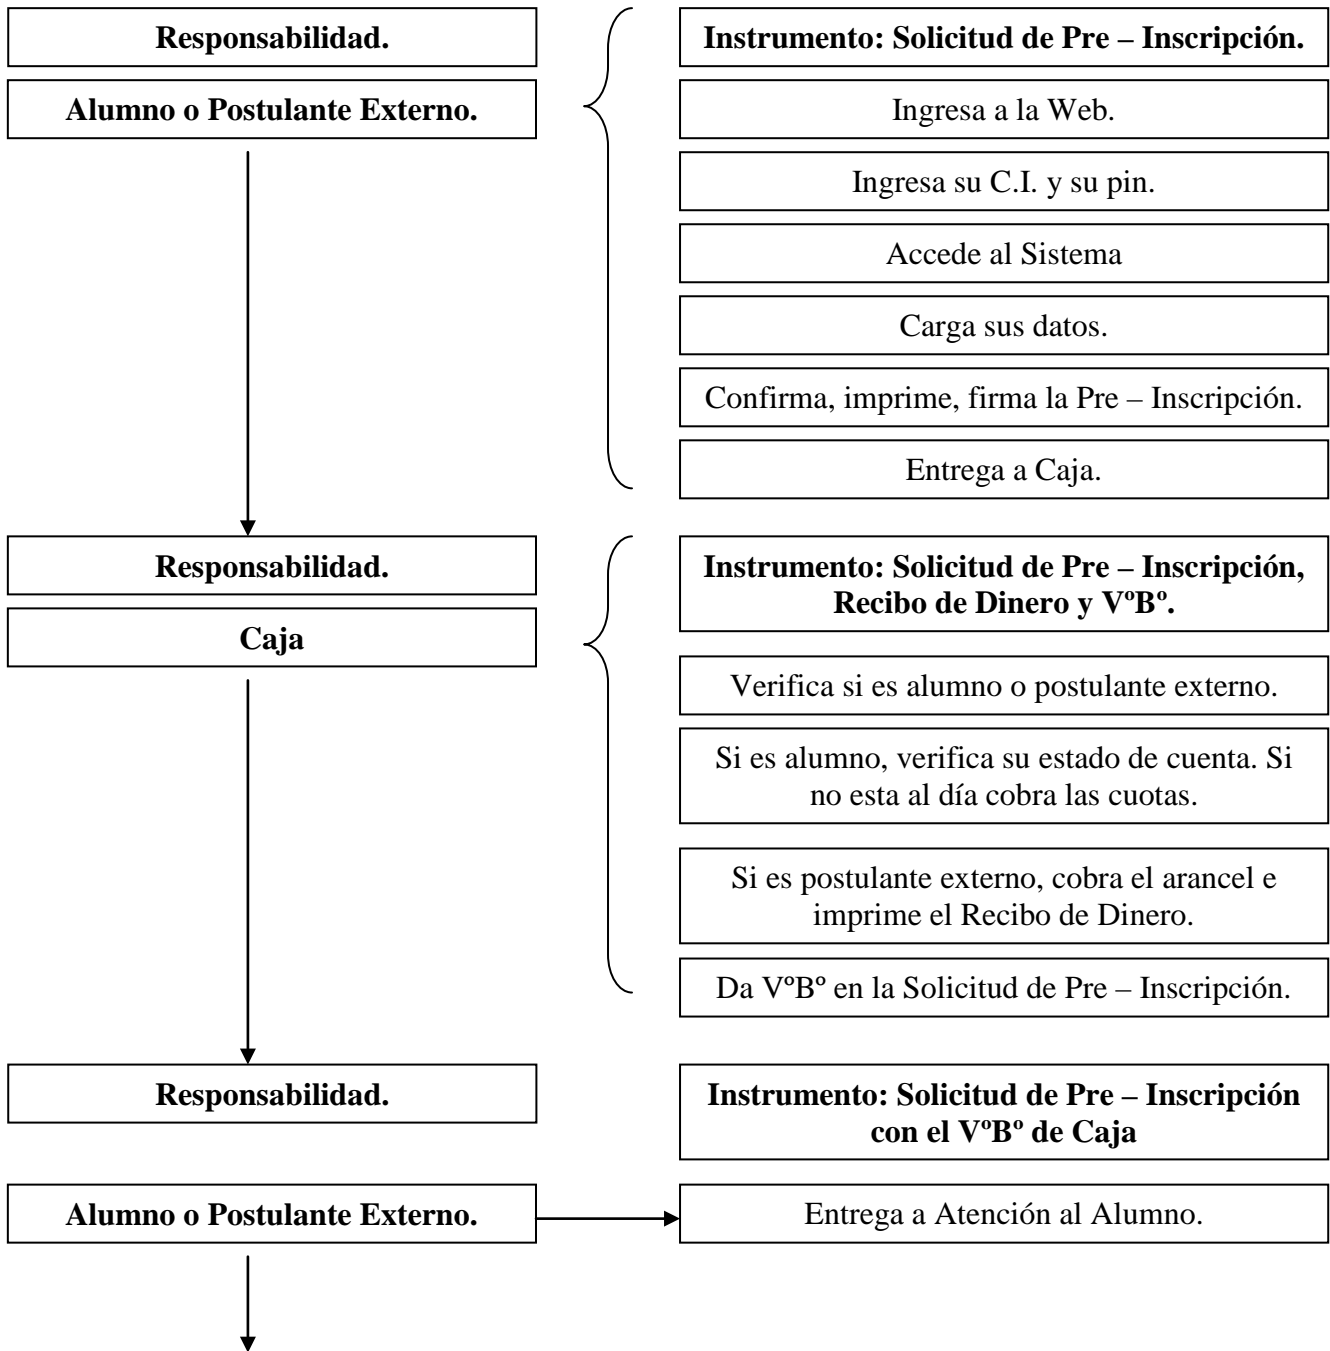 Responsabilidad.
Alumno o Postulante Externo.
Instrumento: Solicitud de Pre – Inscripción.
Ingresa a la Web.
Ingresa su C.I. y su pin.
Accede al Sistema
Carga sus datos.
Confirma, imprime, firma la Pre – Inscripción.
Entrega a Caja.
Responsabilidad.
Caja
Instrumento: Solicitud de Pre – Inscripción,
Recibo de Dinero y VºBº.
Verifica si es alumno o postulante externo.
Si es alumno, verifica su estado de cuenta. Si
no esta al día cobra las cuotas.
Si es postulante externo, cobra el arancel e
imprime el Recibo de Dinero.
Da VºBº en la Solicitud de Pre – Inscripción.
Responsabilidad.
Instrumento: Solicitud de Pre – Inscripción
con el VºBº de Caja
Alumno o Postulante Externo.
Entrega a Atención al Alumno.